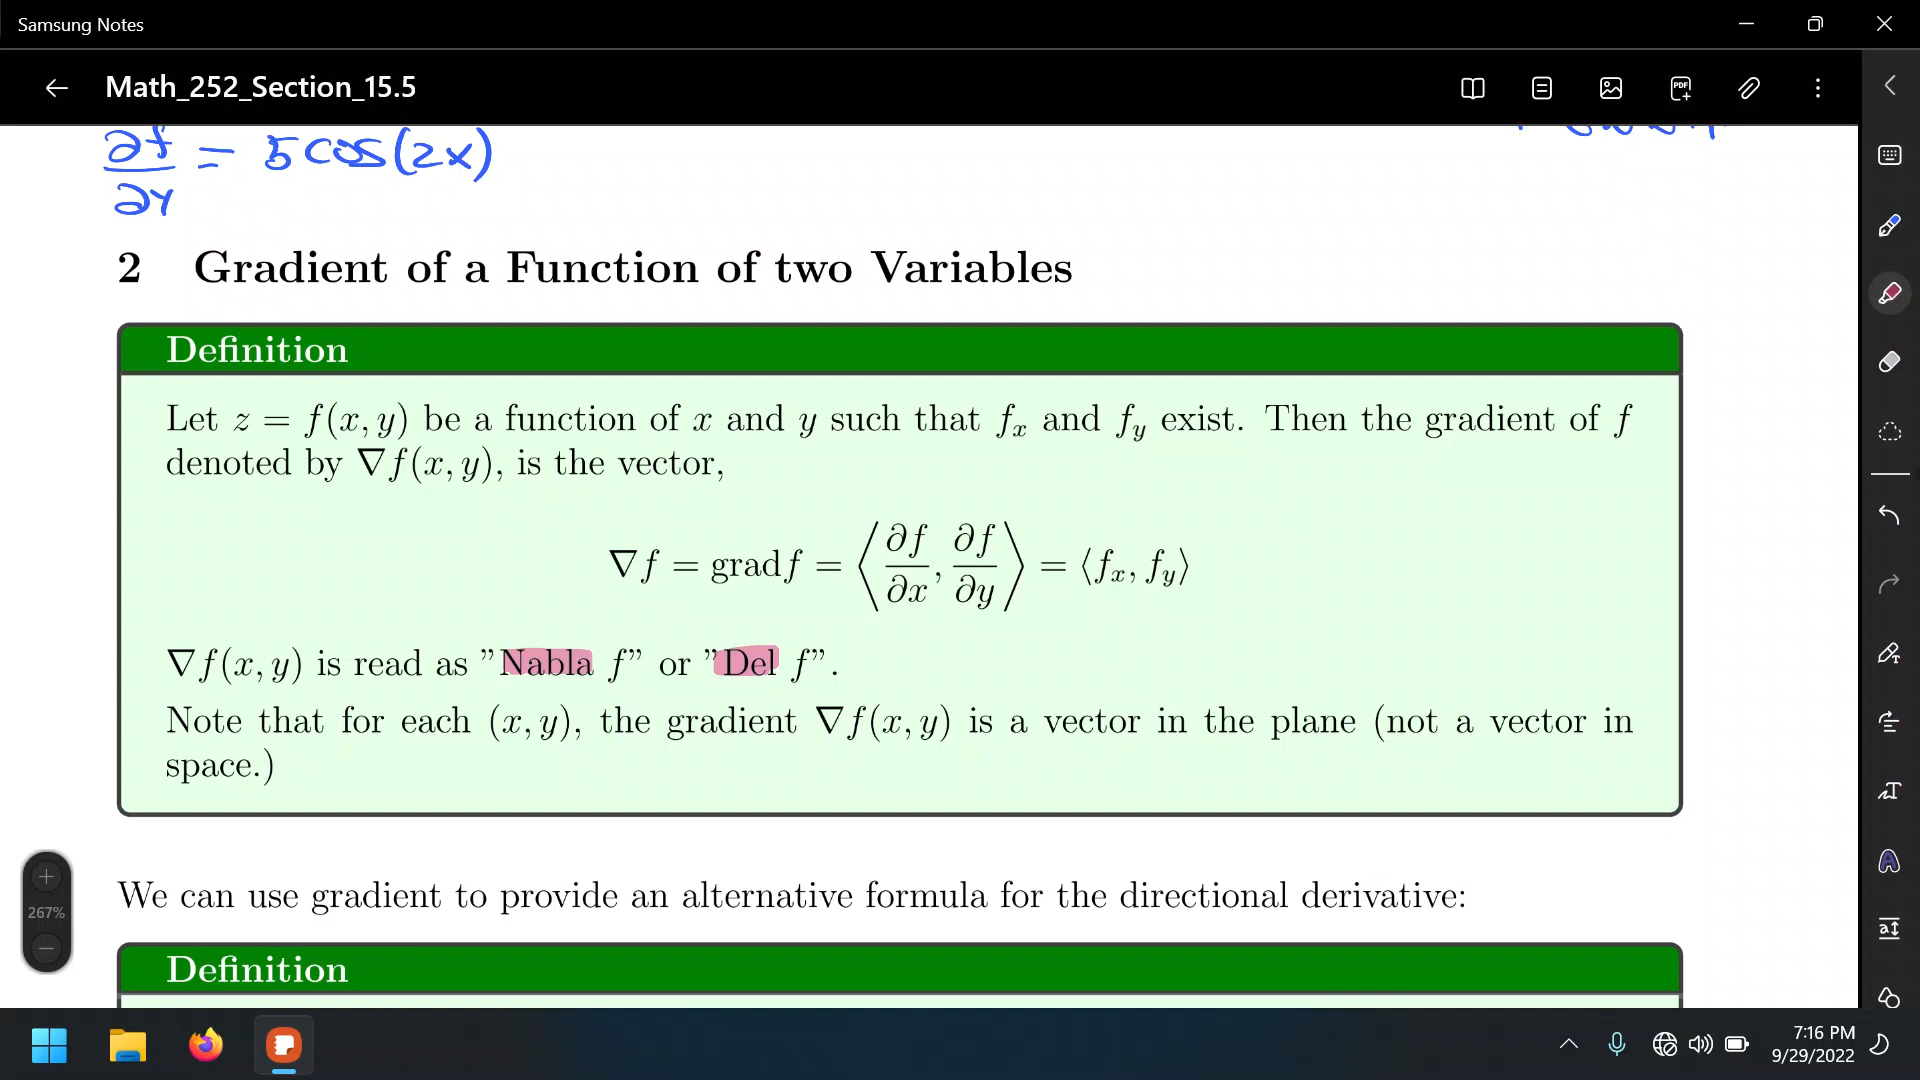 Samsung Notes
Math_252_Section_15.5
∂f/∂y = 5cos(2x)
2 Gradient of a Function of two Variables
Definition
Let z = f(x, y) be a function of x and y such that fₓ and f_y exist. Then the gradient of f
denoted by ∇f(x, y), is the vector,
∇f = gradf = ⟨∂f/∂x, ∂f/∂y⟩ = ⟨fₓ, f_y⟩
∇f(x, y) is read as ”Nabla f” or ”Del f”.
Note that for each (x, y), the gradient ∇f(x, y) is a vector in the plane (not a vector in
space.)
We can use gradient to provide an alternative formula for the directional derivative:
Definition
267%
7:16 PM
9/29/2022